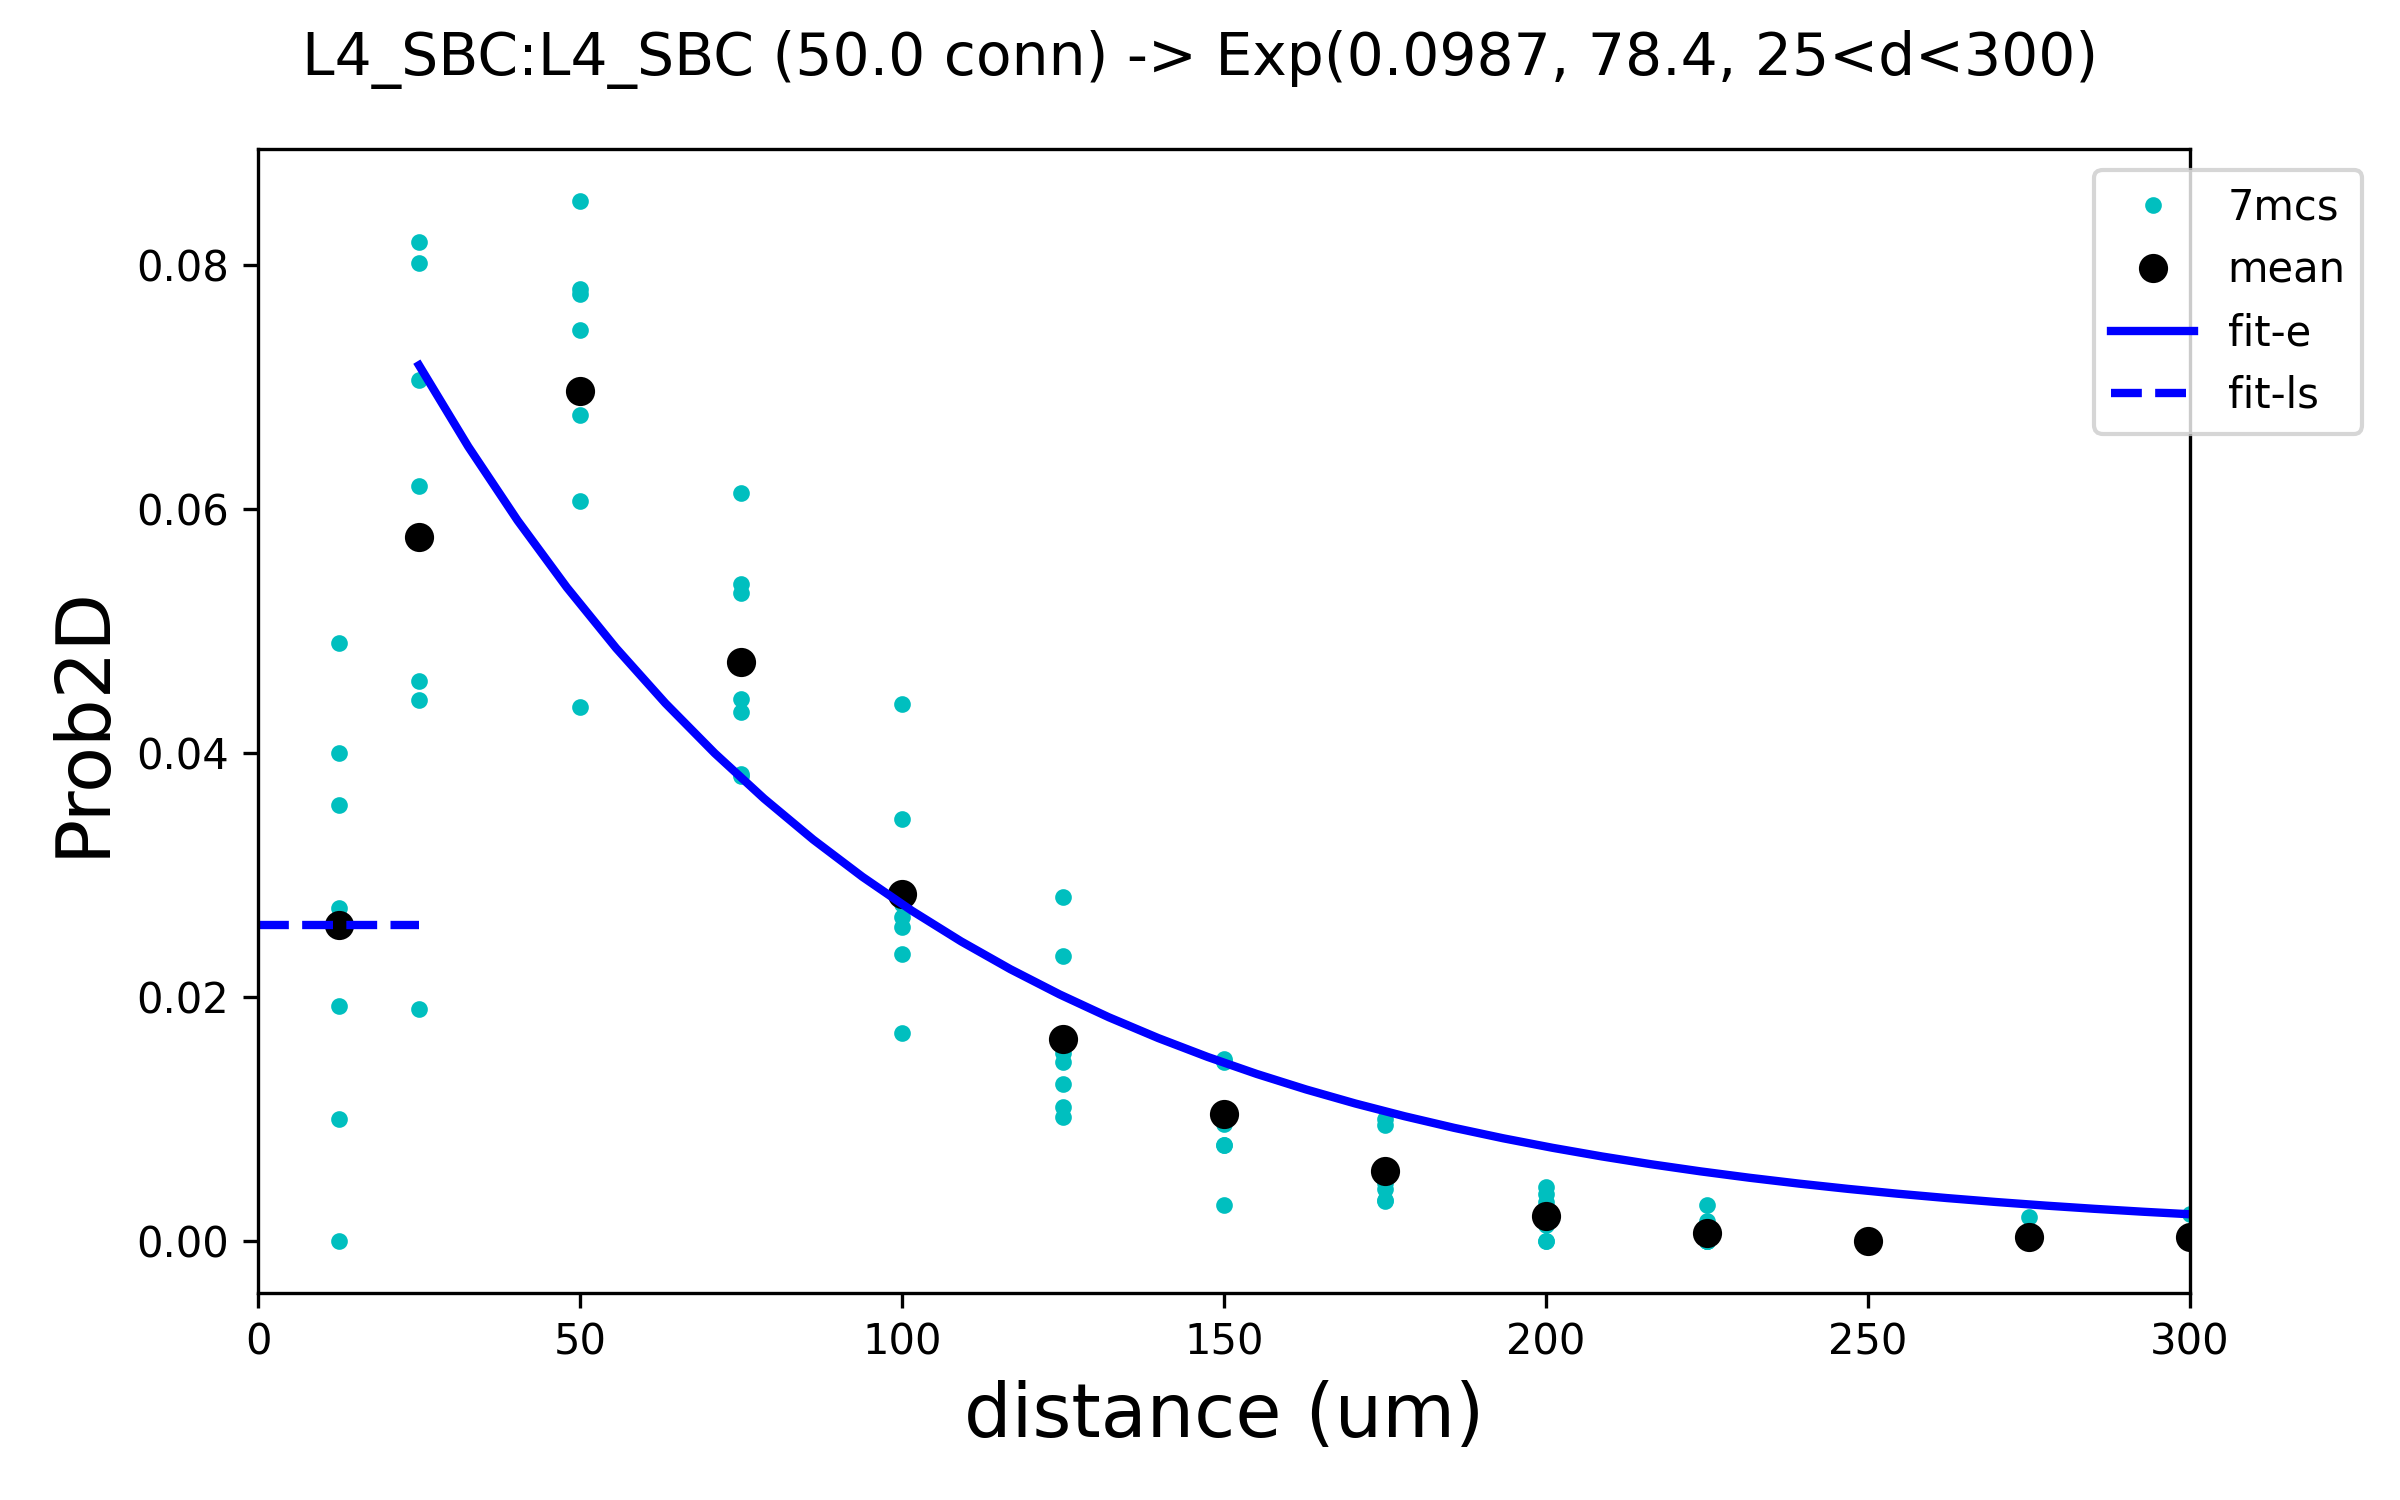 L4_SBC:L4_SBC (50.0 conn) -> Exp(0.0987, 78.4, 25<d<300)
7mcs
mean
fit-e
fit-ls
Prob2D
0.08
0.06
0.04
0.02
0.00
0 50 100 150 200 250 300
distance (um)